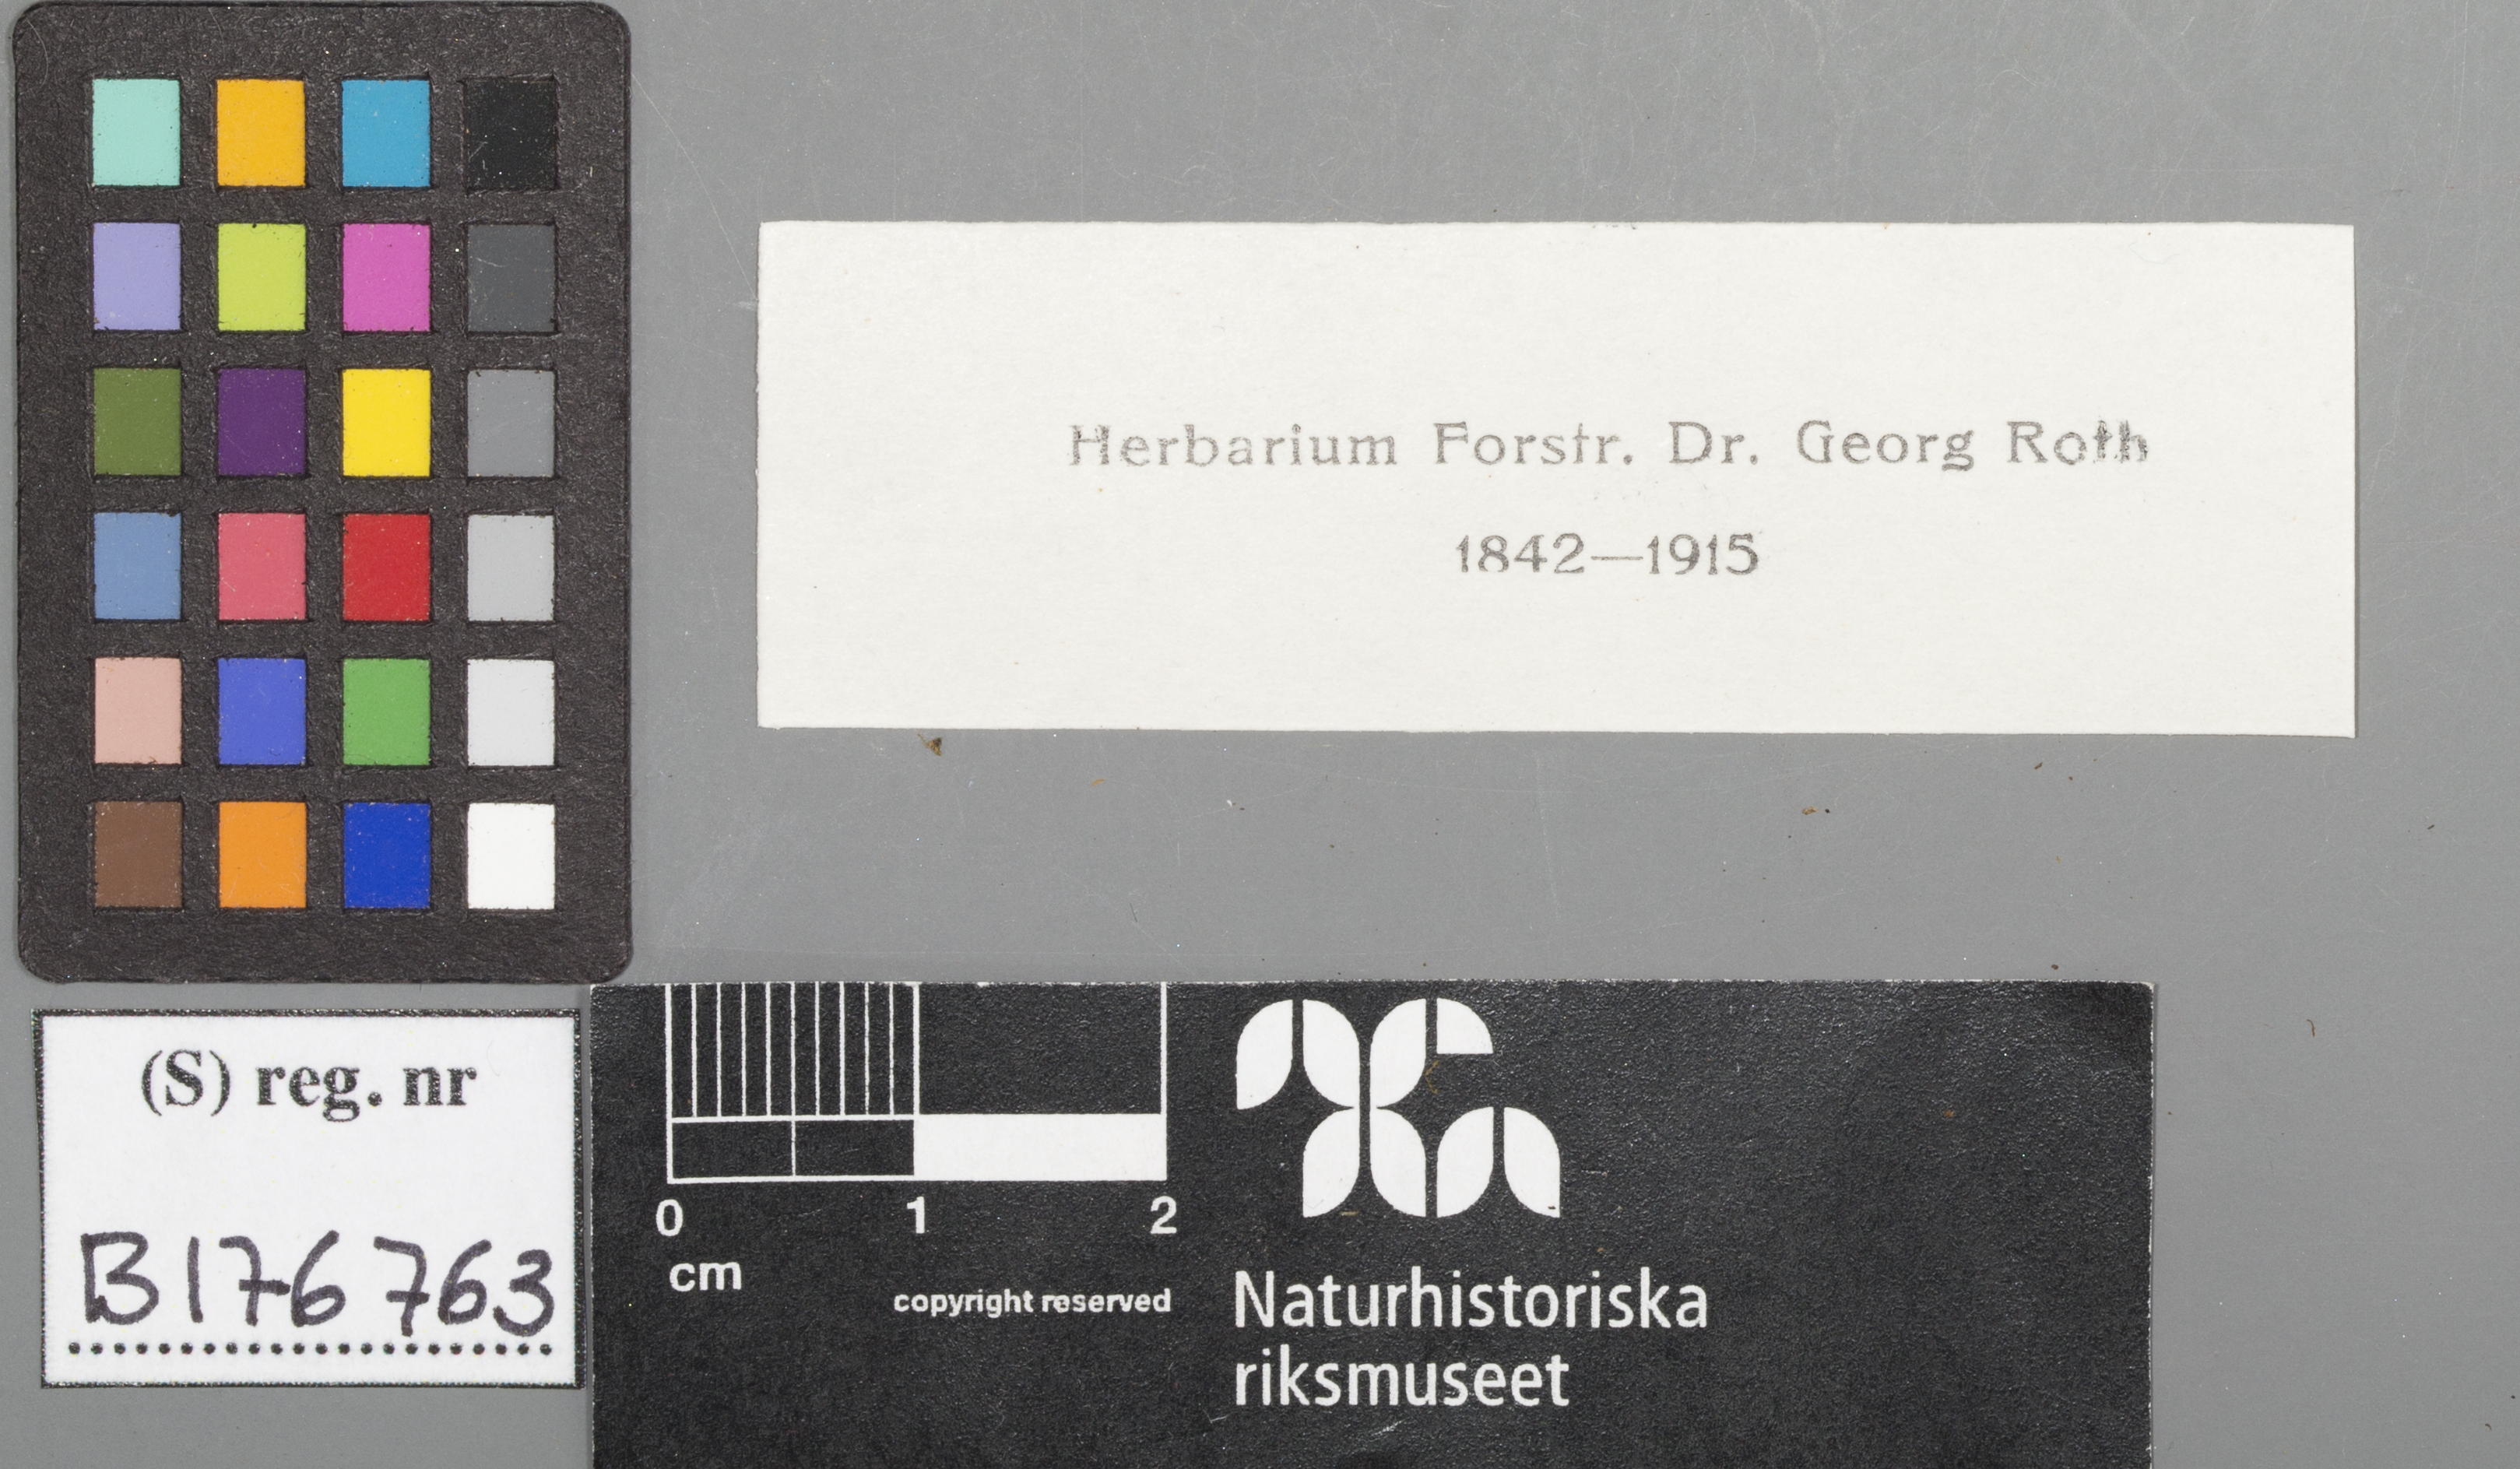 Herbarium Forstr. Dr. Georg Roth
1842—1915
(S) reg. nr
B176763
0 1 2
cm
copyright reserved
Naturhistoriska
riksmuseet